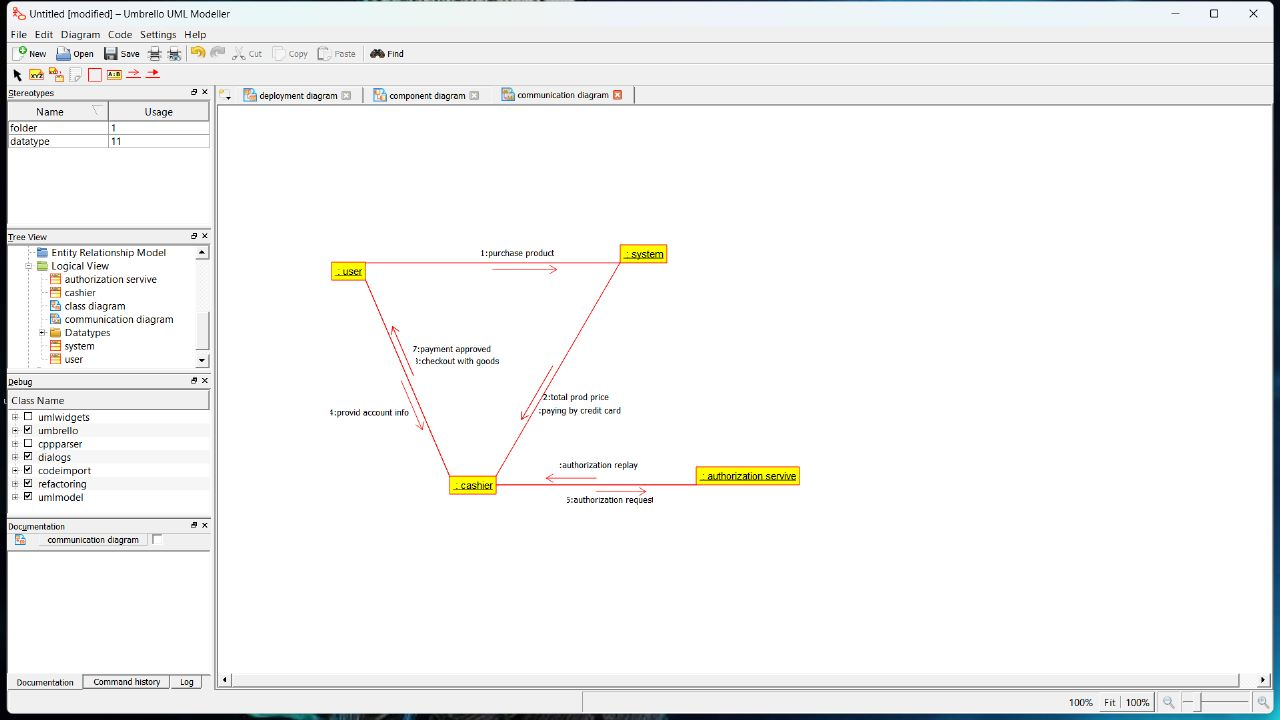 Untitled [modified] – Umbrello UML Modeller
File Edit Diagram Code Settings Help
New Open Save Cut Copy Paste Find
Stereotypes
Name Usage
folder 1
datatype 11
Tree View
Entity Relationship Model
Logical View
authorization servive
cashier
class diagram
communication diagram
Datatypes
system
user
Debug
Class Name
umlwidgets
umbrello
cppparser
dialogs
codeimport
refactoring
umlmodel
Documentation
communication diagram
Documentation Command history Log
deployment diagram component diagram communication diagram
1:purchase product
: system
: user
7:payment approved
:checkout with goods
2:total prod price
:paying by credit card
:provid account info
:authorization replay
: cashier
: authorization servive
:authorization request
100% Fit 100%